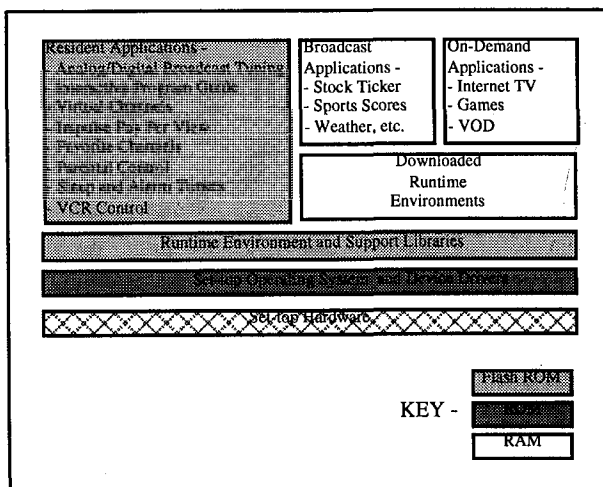 Resident Applications -
- Analog/Digital Broadcast Tuning
- Interactive Program Guide
- Virtual Channels
- Impulse Pay Per View
- Favorite Channels
- Parental Control
- Sleep and Alarm Timers
- VCR Control
Broadcast
Applications -
- Stock Ticker
- Sports Scores
- Weather, etc.
On-Demand
Applications -
- Internet TV
- Games
- VOD
Downloaded
Runtime
Environments
Runtime Environment and Support Libraries
Set-top Operating System and Device Drivers
Set-top Hardware
KEY -
Flash ROM
ROM
RAM